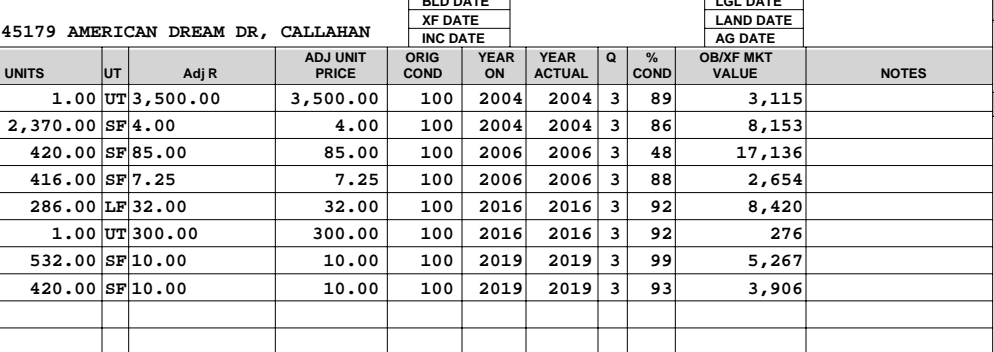 BLD DATE LGL DATE
XF DATE LAND DATE
45179 AMERICAN DREAM DR, CALLAHAN INC DATE AG DATE
UNITS UT Adj R ADJ UNIT PRICE ORIG COND YEAR ON YEAR ACTUAL Q % COND OB/XF MKT VALUE NOTES
1.00 UT 3,500.00 3,500.00 100 2004 2004 3 89 3,115
2,370.00 SF 4.00 4.00 100 2004 2004 3 86 8,153
420.00 SF 85.00 85.00 100 2006 2006 3 48 17,136
416.00 SF 7.25 7.25 100 2006 2006 3 88 2,654
286.00 LF 32.00 32.00 100 2016 2016 3 92 8,420
1.00 UT 300.00 300.00 100 2016 2016 3 92 276
532.00 SF 10.00 10.00 100 2019 2019 3 99 5,267
420.00 SF 10.00 10.00 100 2019 2019 3 93 3,906